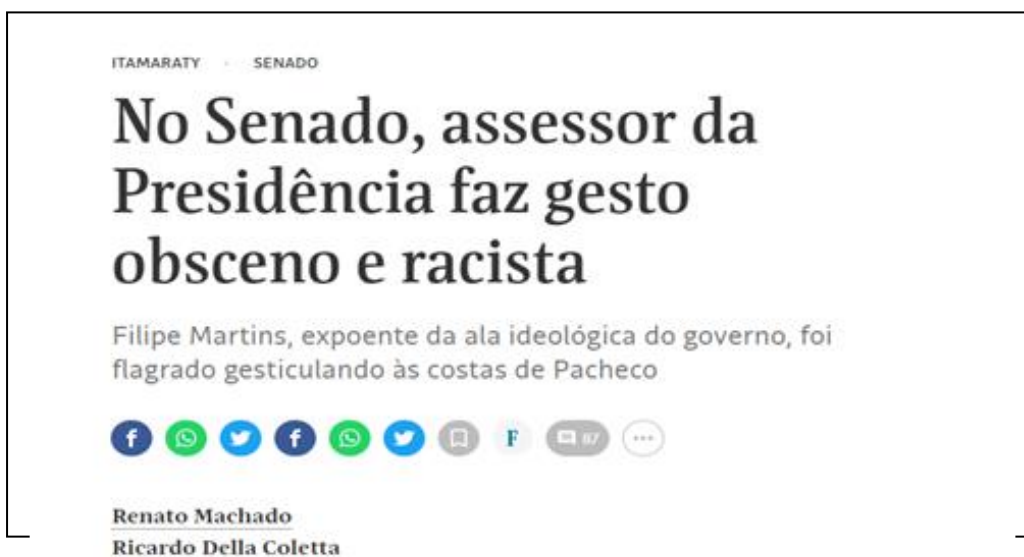 ITAMARATY · SENADO
No Senado, assessor da
Presidência faz gesto
obsceno e racista
Filipe Martins, expoente da ala ideológica do governo, foi
flagrado gesticulando às costas de Pacheco
F 87
Renato Machado
Ricardo Della Coletta